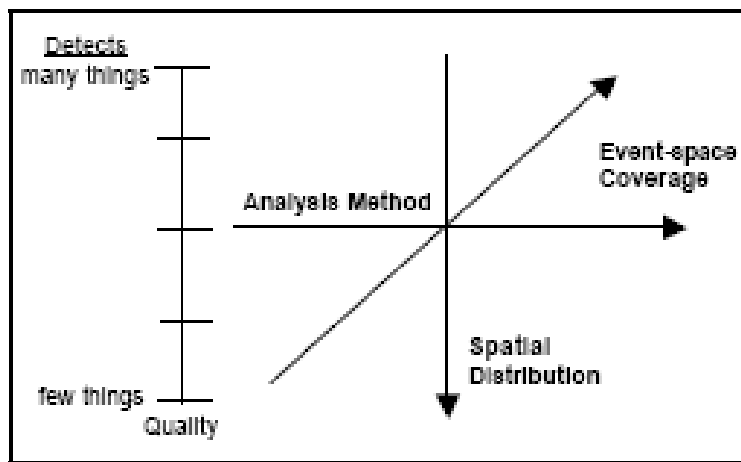 Detects
many things
few things
Quality
Analysis Method
Event-space
Coverage
Spatial
Distribution